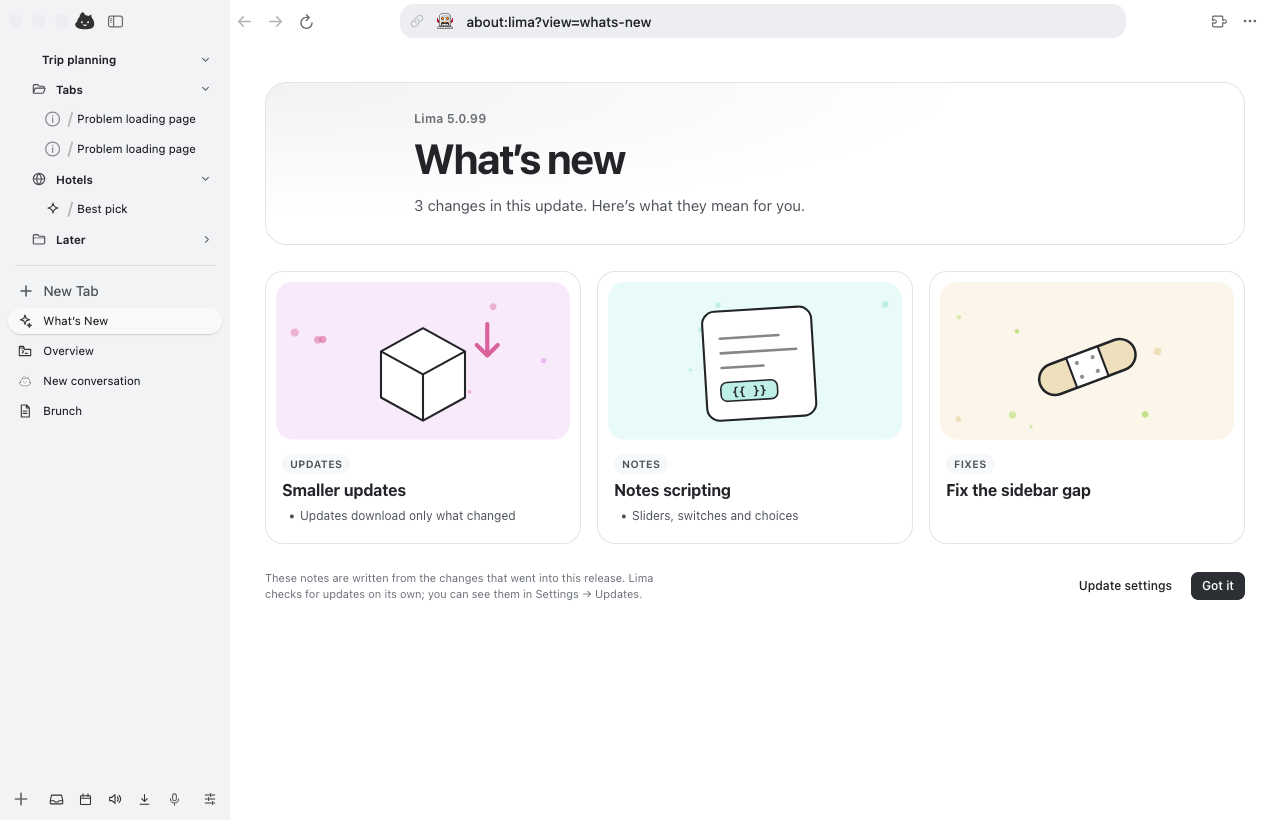 about:lima?view=whats-new
Trip planning
Tabs
/ Problem loading page
/ Problem loading page
Hotels
/ Best pick
Later
New Tab
What's New
Overview
New conversation
Brunch
Lima 5.0.99
What's new
3 changes in this update. Here's what they mean for you.
UPDATES
Smaller updates
• Updates download only what changed
{{ }}
NOTES
Notes scripting
• Sliders, switches and choices
FIXES
Fix the sidebar gap
These notes are written from the changes that went into this release. Lima
checks for updates on its own; you can see them in Settings → Updates.
Update settings
Got it